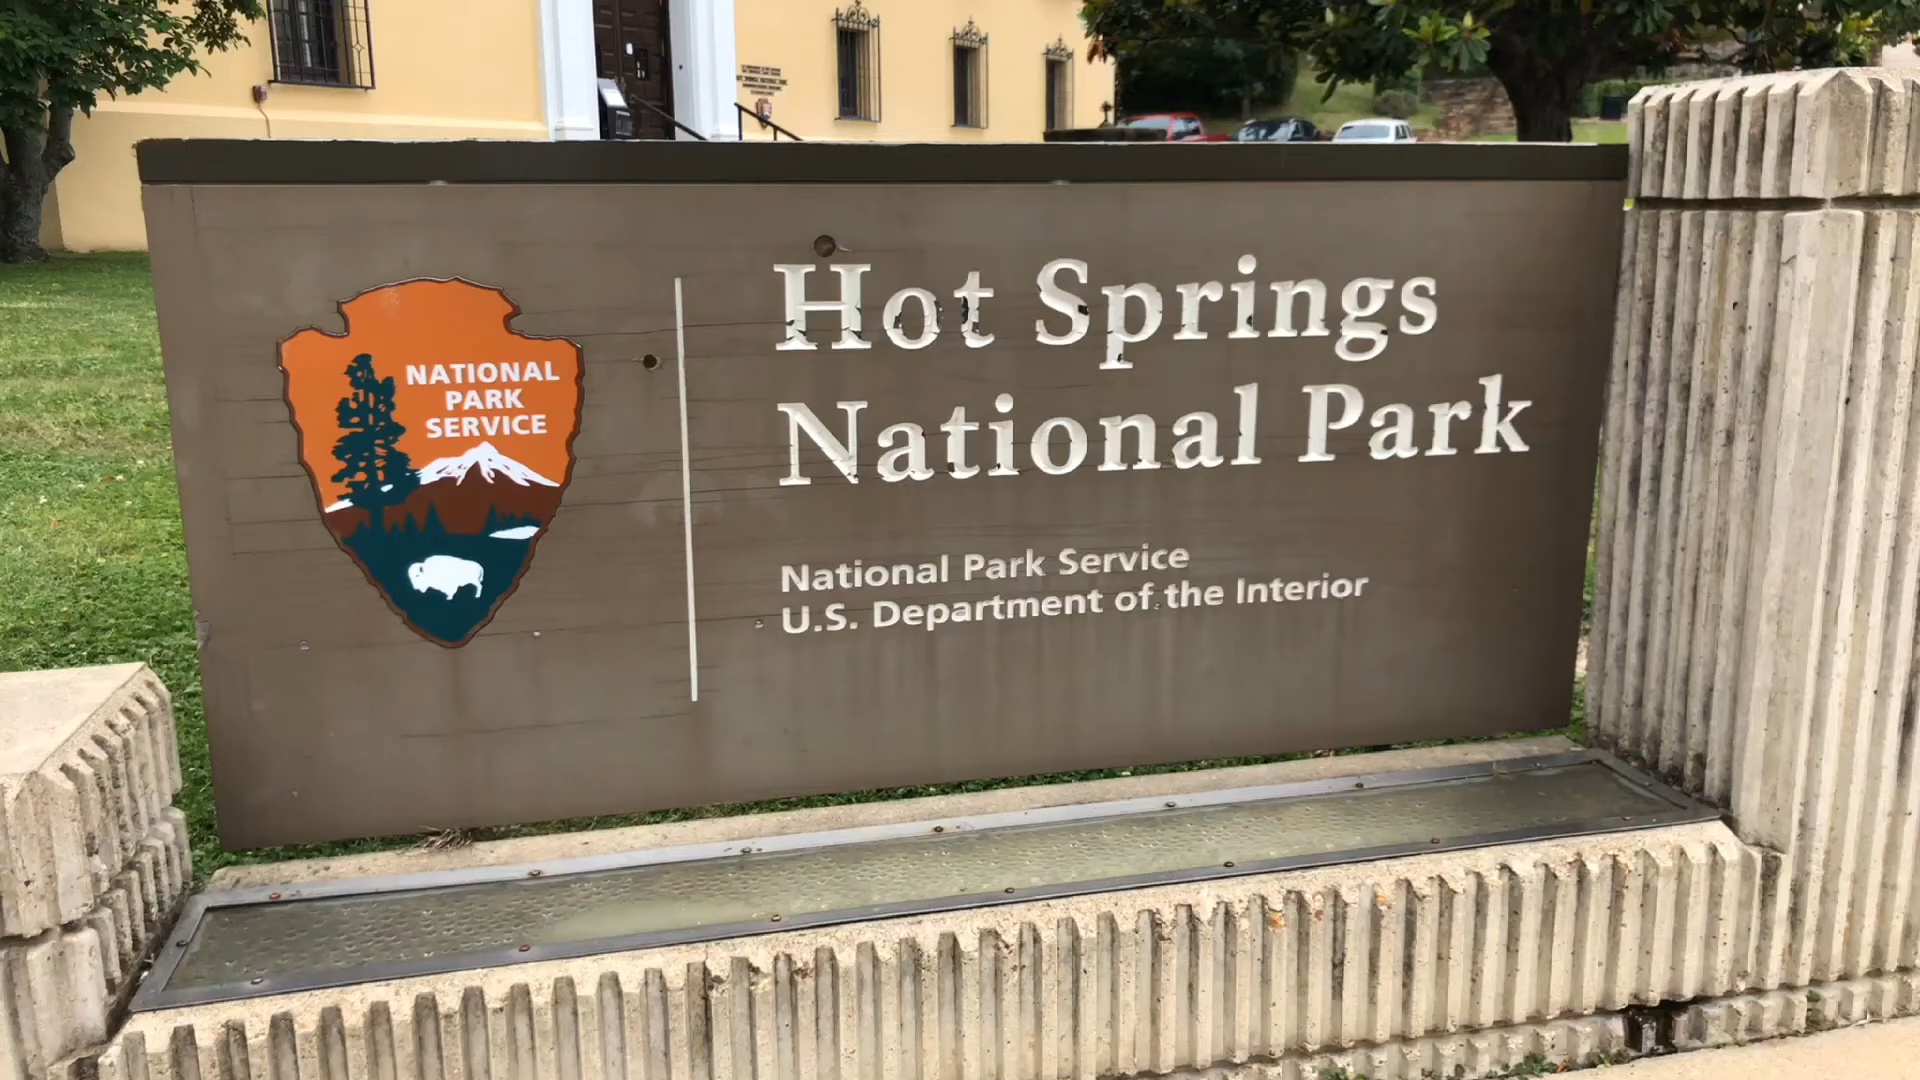 NATIONAL
PARK
SERVICE
Hot Springs
National Park
National Park Service
U.S. Department of the Interior